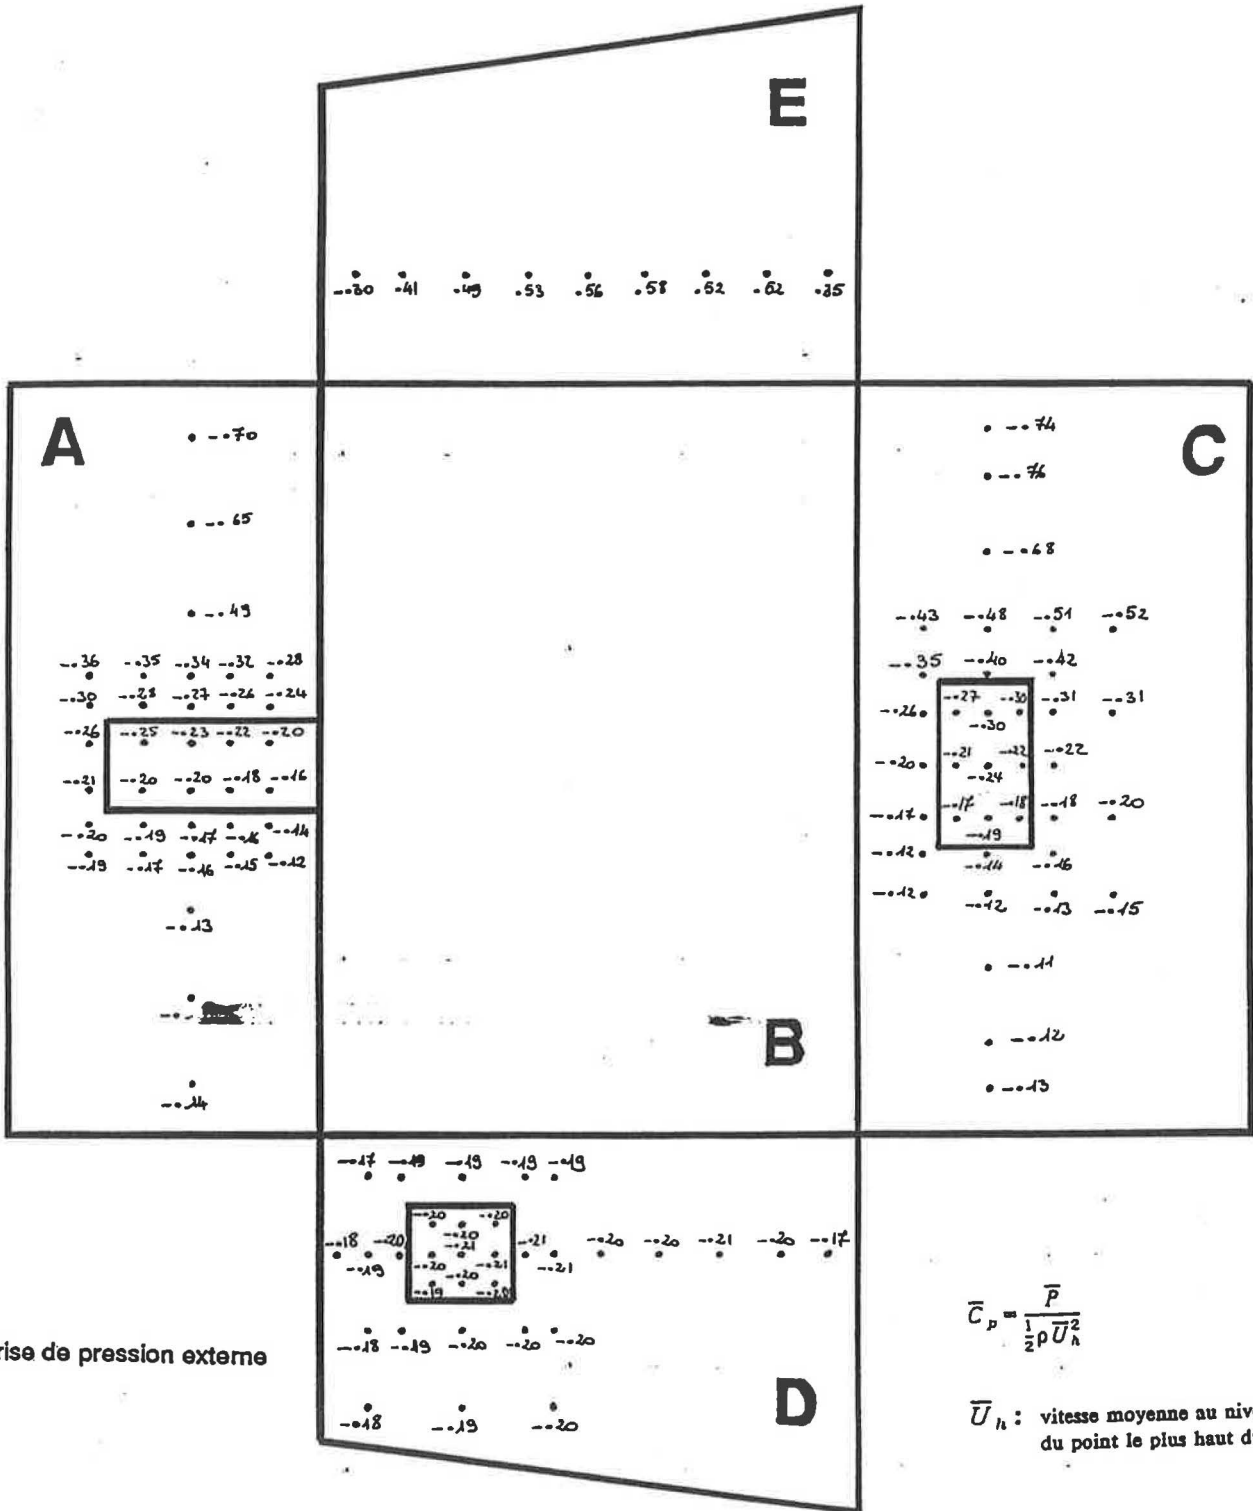 E
-.30 .41 .49 .53 .56 .58 .62 .62 .35
A
-.70
-.65
-.49
-.36 -.35 -.34 -.32 -.28
-.30 -.28 -.27 -.26 -.24
-.26 -.25 -.23 -.22 -.20
-.21 -.20 -.20 -.18 -.16
-.20 -.19 -.17 -.16 -.14
-.19 -.17 -.16 -.15 -.12
-.13
-.14
C
-.74
-.76
-.68
-.43 -.48 -.51 -.52
-.35 -.40 -.42
-.26 -.27 -.30 -.31 -.31
-.30
-.20 -.21 -.22 -.22
-.24
-.17 -.17 -.18 -.18 -.20
-.19
-.12 -.14 -.16
-.12 -.12 -.13 -.15
-.11
-.12
-.13
B
-.17 -.19 -.19 -.19 -.19
-.20 -.20
-.20
-.18 -.20 -.21 -.21 -.20 -.20 -.21 -.20 -.17
-.19 -.20 -.21 -.21
-.20
-.19 -.20
-.18 -.19 -.20 -.20 -.20
-.18 -.19 -.20
D
rise de pression externe
C̅p = P̅ / ½ ρ U̅h²
U̅h : vitesse moyenne au niv
du point le plus haut d